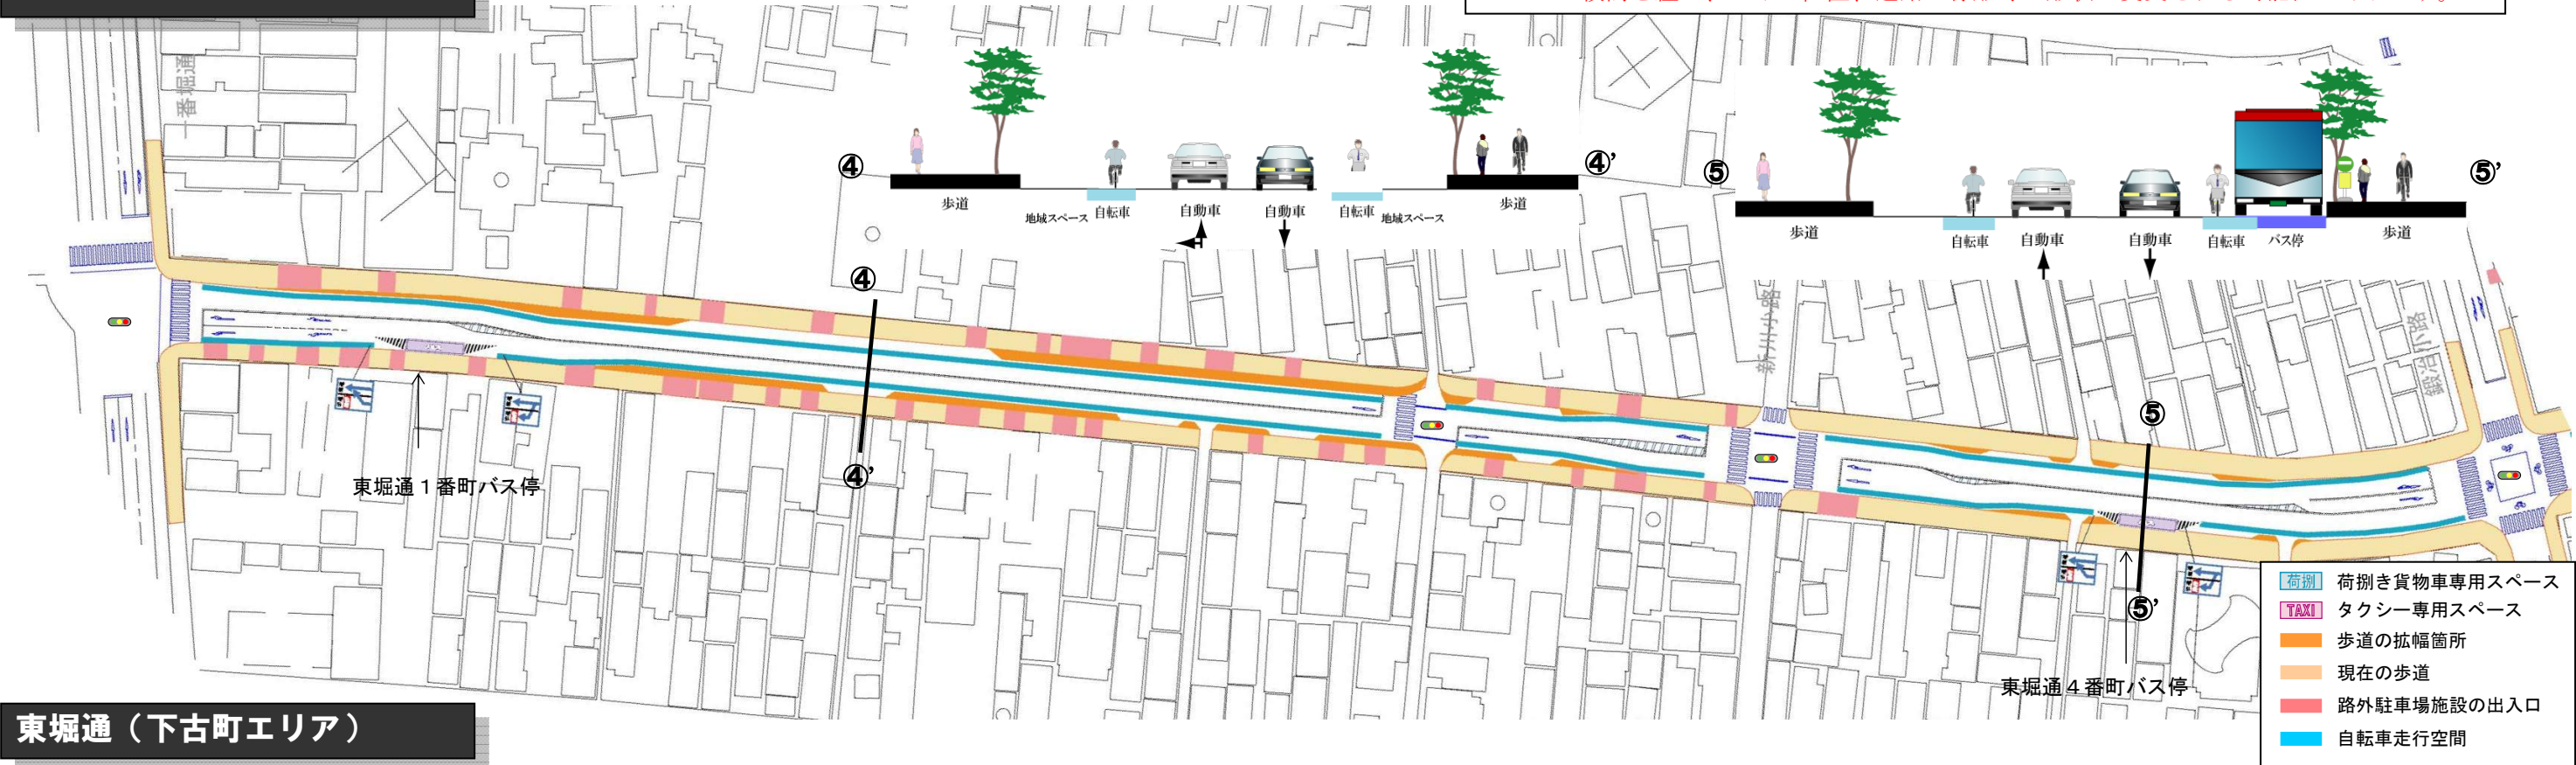 一番堀通
④
歩道
地域スペース
自転車
自動車
自動車
自転車
地域スペース
歩道
④’
⑤
歩道
自転車
自動車
自動車
自転車
バス停
歩道
⑤’
④
④’
新川小路
鍛冶小路
⑤
⑤’
東堀通１番町バス停
東堀通４番町バス停
荷捌 荷捌き貨物車専用スペース
TAXI タクシー専用スペース
歩道の拡幅箇所
現在の歩道
路外駐車場施設の出入口
自転車走行空間
東堀通（下古町エリア）